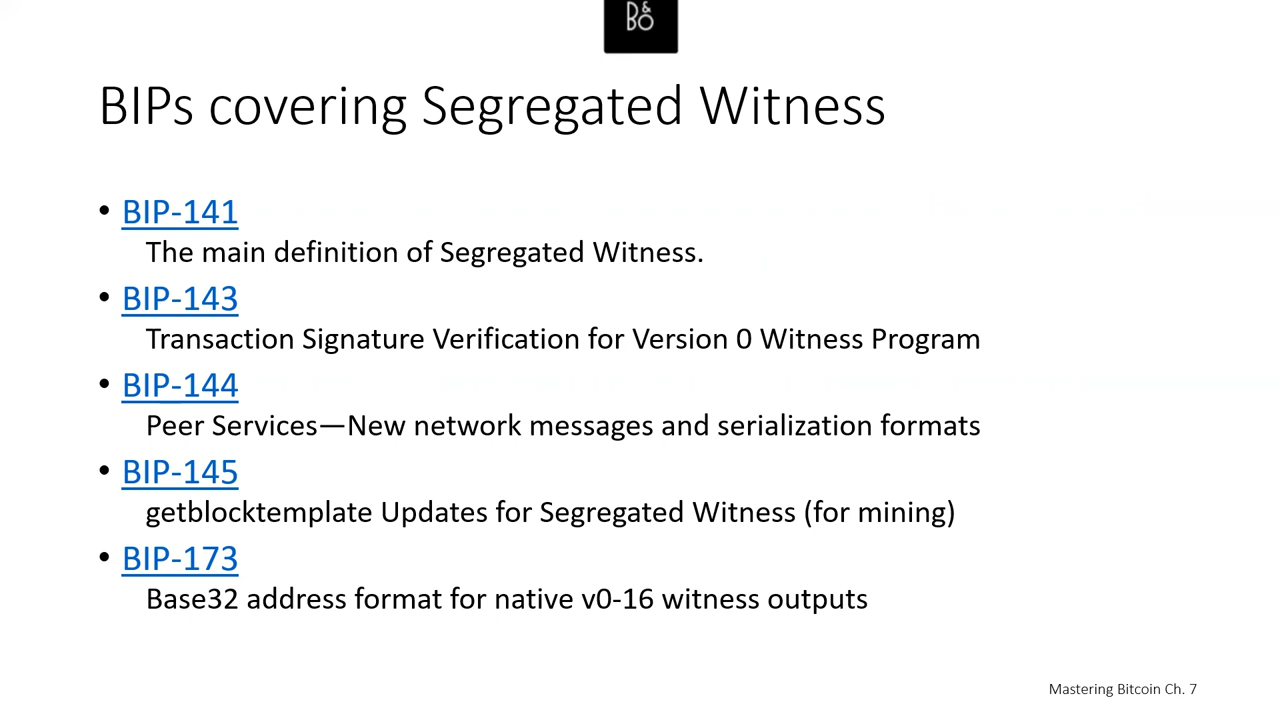 D&
BO
BIPs covering Segregated Witness
• BIP-141
The main definition of Segregated Witness.
• BIP-143
Transaction Signature Verification for Version 0 Witness Program
• BIP-144
Peer Services—New network messages and serialization formats
• BIP-145
getblocktemplate Updates for Segregated Witness (for mining)
• BIP-173
Base32 address format for native v0-16 witness outputs
Mastering Bitcoin Ch. 7